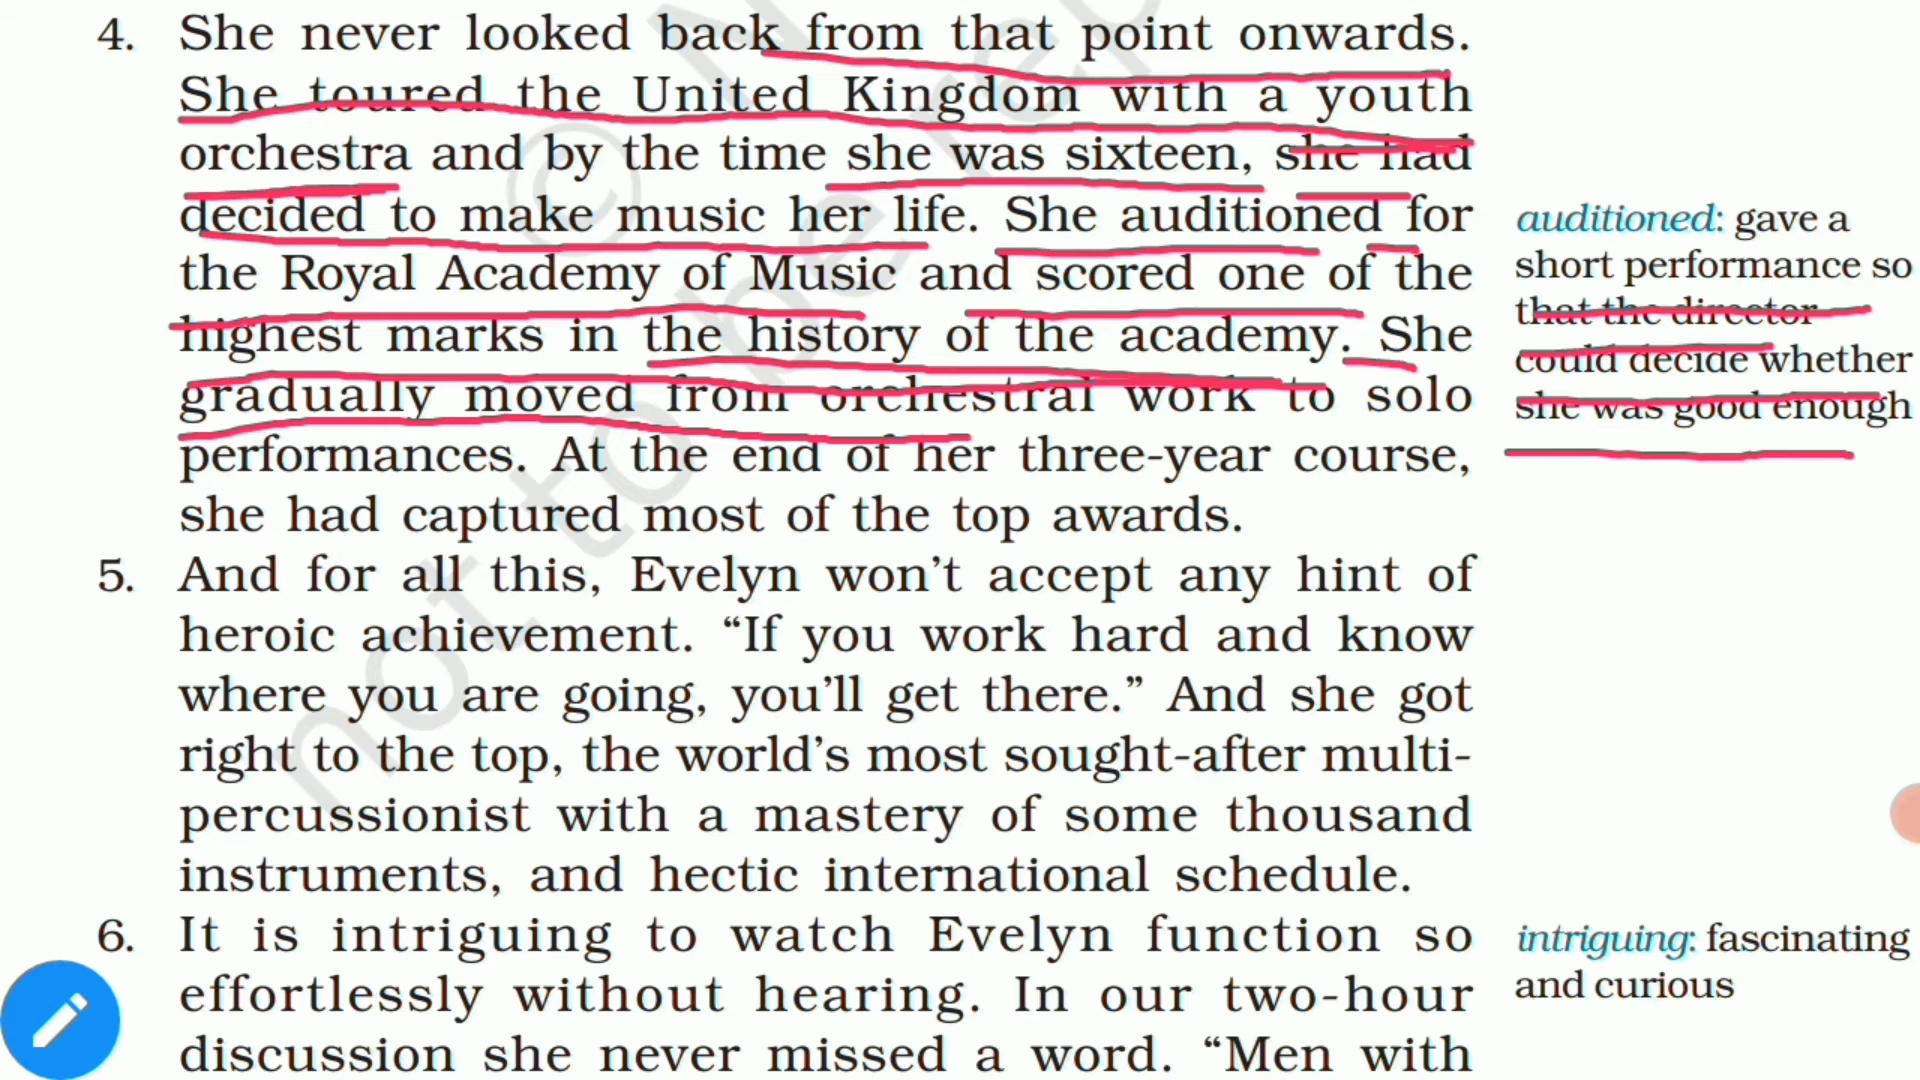 4. She never looked back from that point onwards.
She toured the United Kingdom with a youth
orchestra and by the time she was sixteen, she had
decided to make music her life. She auditioned for
the Royal Academy of Music and scored one of the
highest marks in the history of the academy. She
gradually moved from orchestral work to solo
performances. At the end of her three-year course,
she had captured most of the top awards.
auditioned: gave a
short performance so
that the director
could decide whether
she was good enough
5. And for all this, Evelyn won’t accept any hint of
heroic achievement. “If you work hard and know
where you are going, you’ll get there.” And she got
right to the top, the world’s most sought-after multi-
percussionist with a mastery of some thousand
instruments, and hectic international schedule.
6. It is intriguing to watch Evelyn function so
effortlessly without hearing. In our two-hour
discussion she never missed a word. “Men with
intriguing: fascinating
and curious
© N
not to be rep